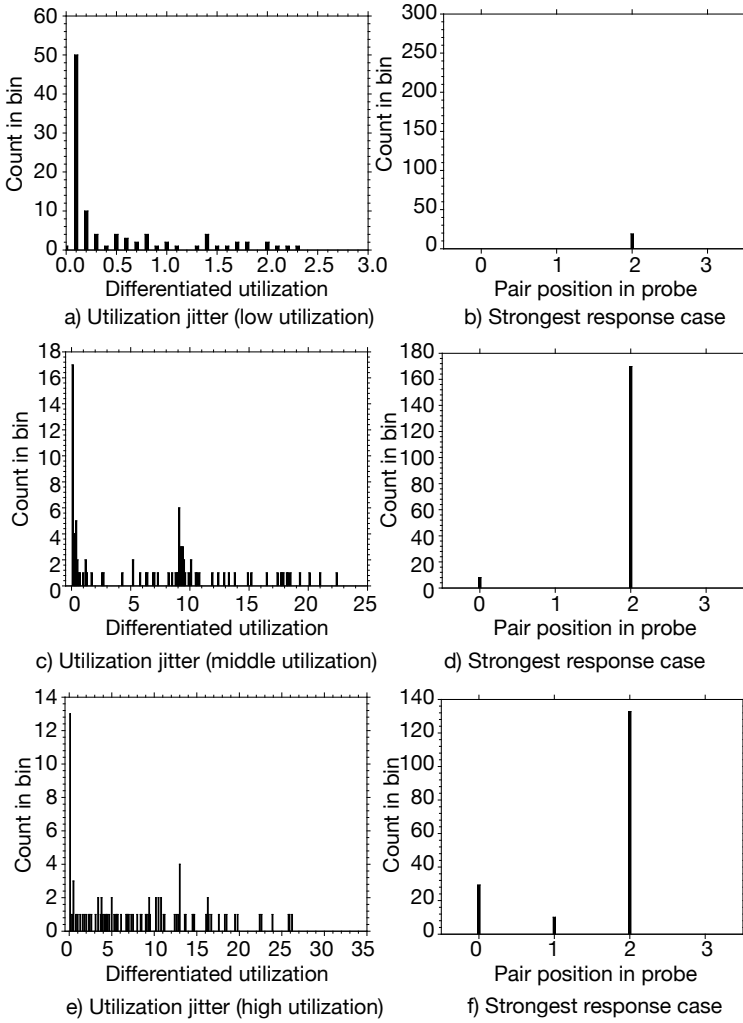 60
50
40
30
20
10
0
Count in bin
0.0 0.5 1.0 1.5 2.0 2.5 3.0
Differentiated utilization
a) Utilization jitter (low utilization)
300
250
200
150
100
50
0
Count in bin
0 1 2 3
Pair position in probe
b) Strongest response case
18
16
14
12
10
8
6
4
2
0
Count in bin
0 5 10 15 20 25
Differentiated utilization
c) Utilization jitter (middle utilization)
180
160
140
120
100
80
60
40
20
0
Count in bin
0 1 2 3
Pair position in probe
d) Strongest response case
14
12
10
8
6
4
2
0
Count in bin
0 5 10 15 20 25 30 35
Differentiated utilization
e) Utilization jitter (high utilization)
140
120
100
80
60
40
20
0
Count in bin
0 1 2 3
Pair position in probe
f) Strongest response case